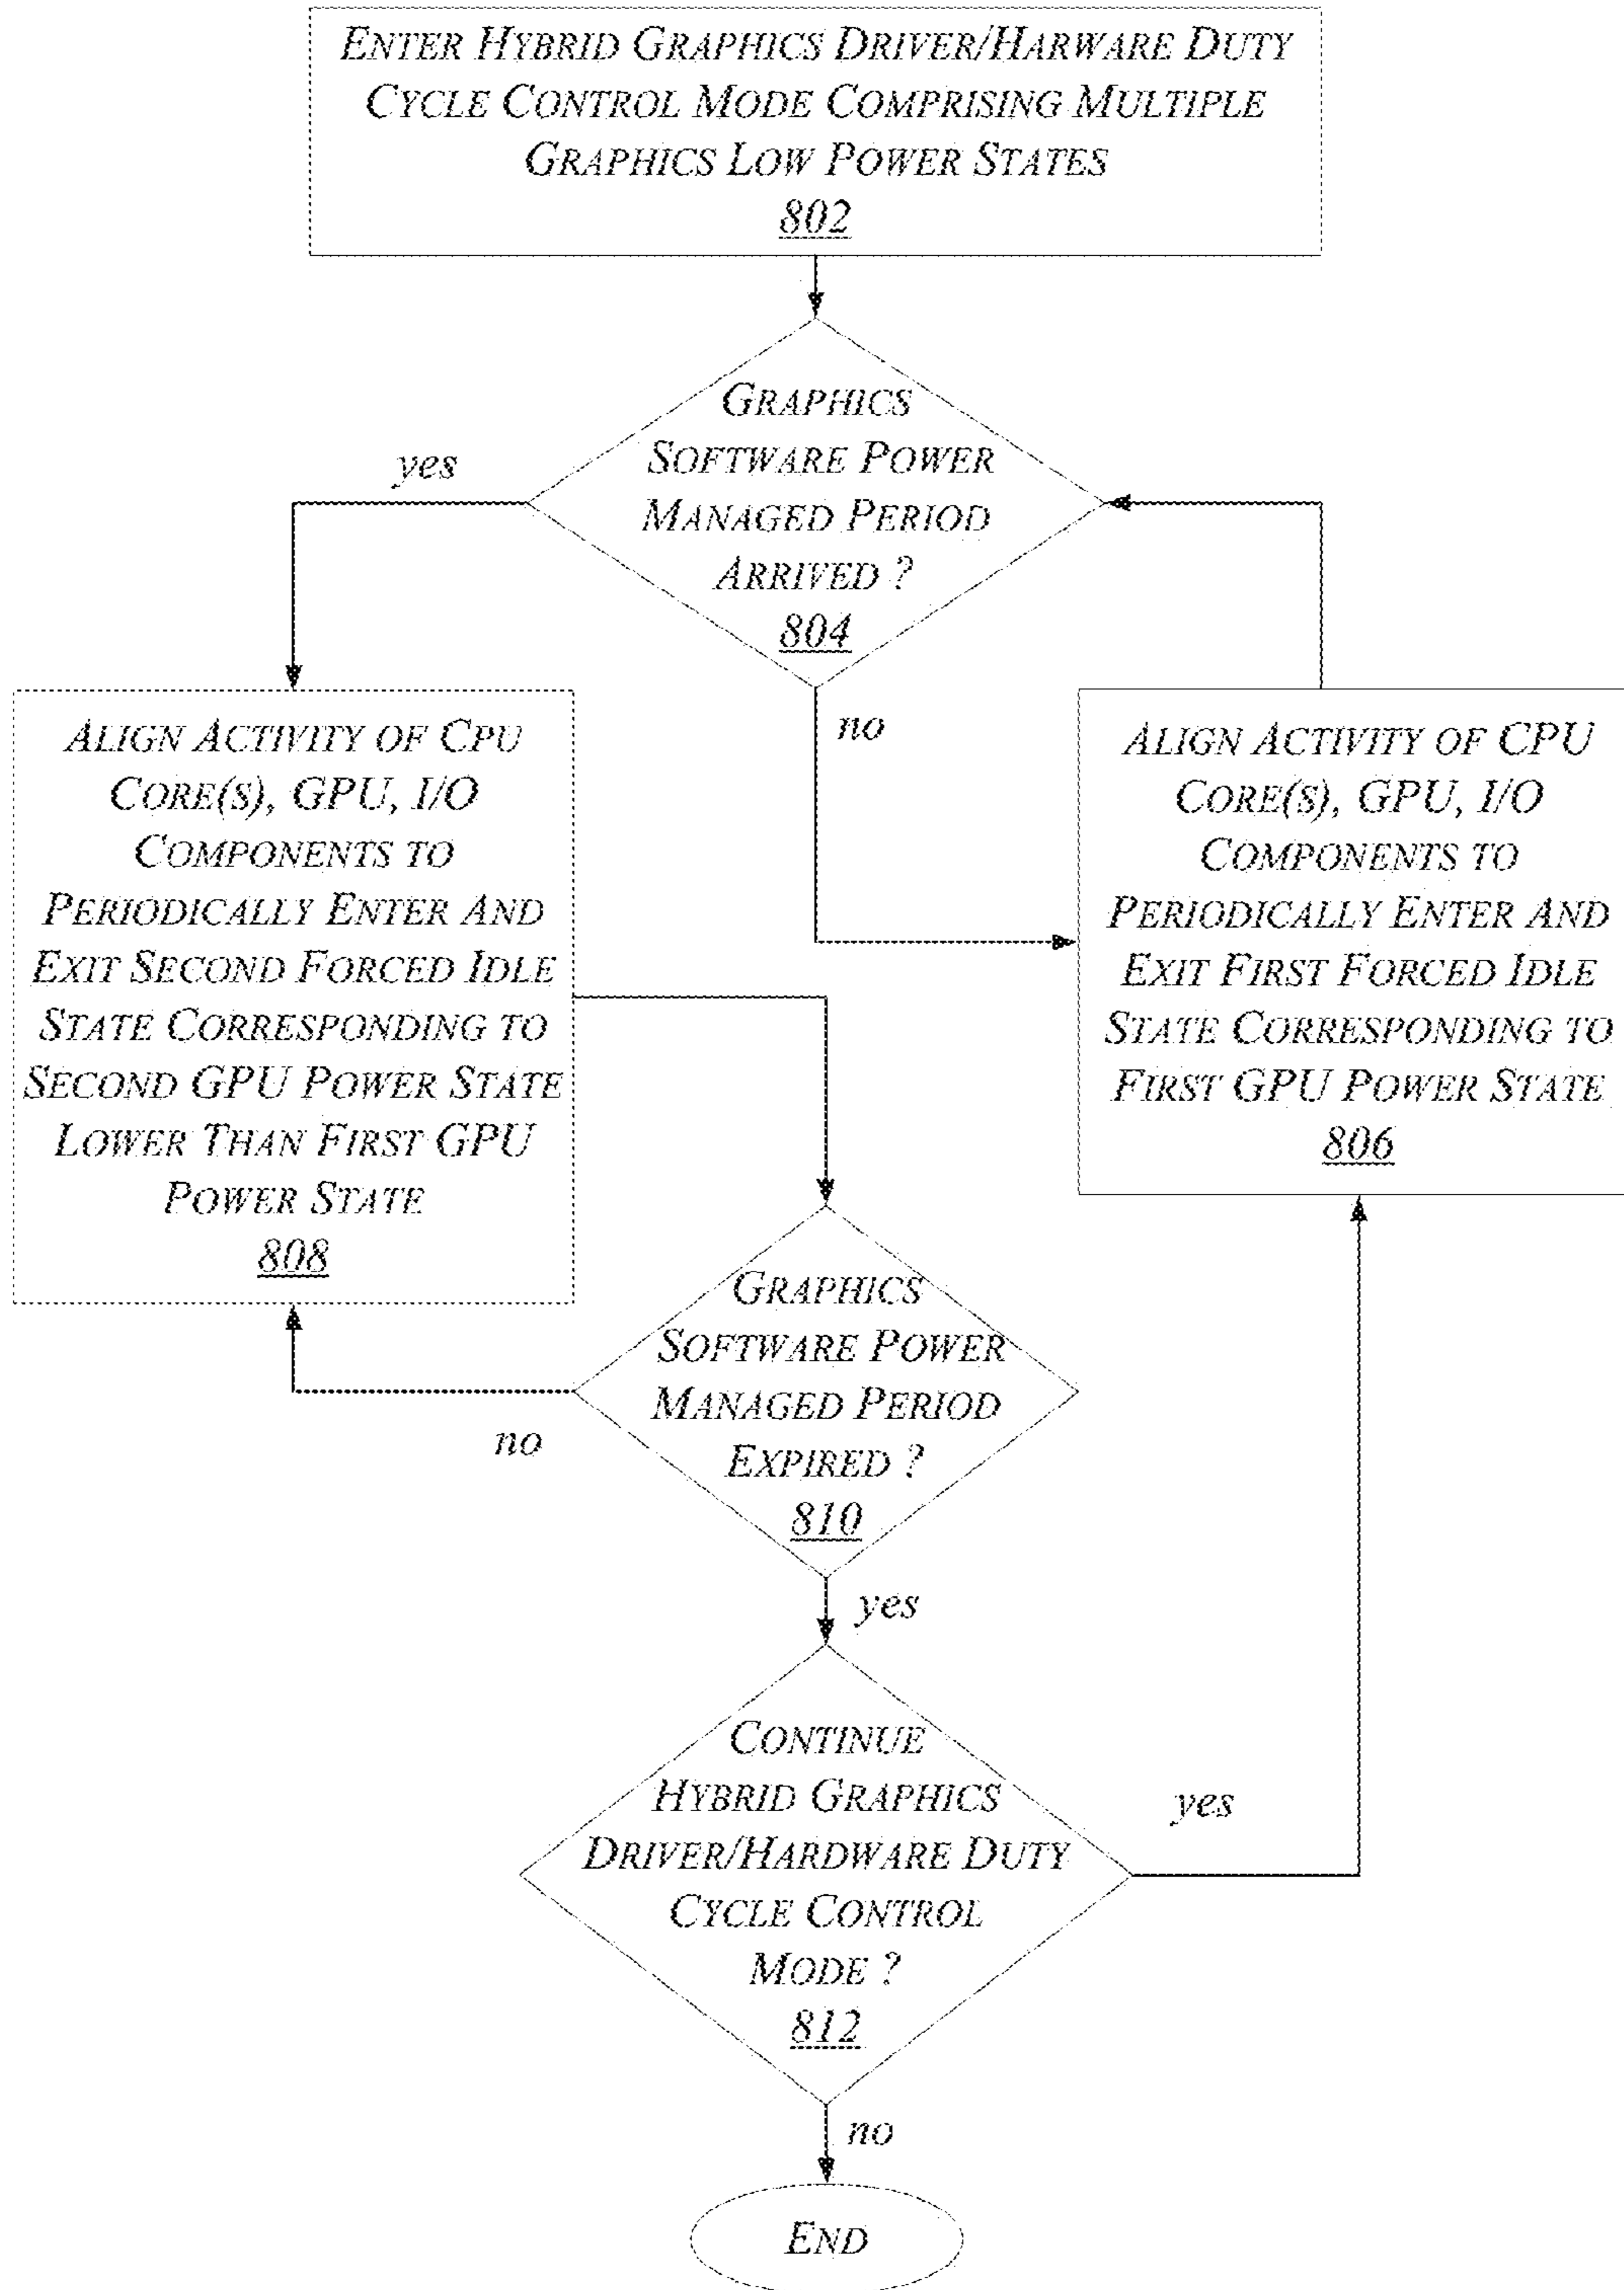 ENTER HYBRID GRAPHICS DRIVER/HARWARE DUTY
CYCLE CONTROL MODE COMPRISING MULTIPLE
GRAPHICS LOW POWER STATES
802
GRAPHICS
SOFTWARE POWER
MANAGED PERIOD
ARRIVED ?
804
yes
no
ALIGN ACTIVITY OF CPU
CORE(S), GPU, I/O
COMPONENTS TO
PERIODICALLY ENTER AND
EXIT SECOND FORCED IDLE
STATE CORRESPONDING TO
SECOND GPU POWER STATE
LOWER THAN FIRST GPU
POWER STATE
808
ALIGN ACTIVITY OF CPU
CORE(S), GPU, I/O
COMPONENTS TO
PERIODICALLY ENTER AND
EXIT FIRST FORCED IDLE
STATE CORRESPONDING TO
FIRST GPU POWER STATE
806
GRAPHICS
SOFTWARE POWER
MANAGED PERIOD
EXPIRED ?
810
no
yes
CONTINUE
HYBRID GRAPHICS
DRIVER/HARDWARE DUTY
CYCLE CONTROL
MODE ?
812
yes
no
END